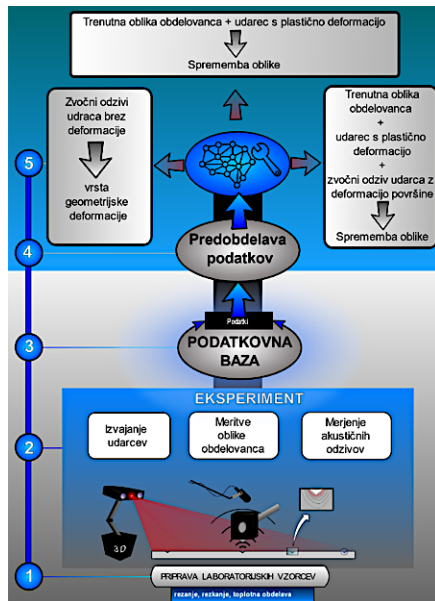 Trenutna oblika obdelovanca + udarec s plastično deformacijo
Sprememba oblike
Zvočni odzivi
udraca brez
deformacije
vrsta
geometrijske
deformacije
Trenutna oblika
obdelovanca
+
udarec s plastično
deformacijo
+
zvočni odziv udarca z
deformacijo površine
Sprememba oblike
5
4
Predobdelava
podatkov
3
Podatki
PODATKOVNA
BAZA
EKSPERIMENT
2
Izvajanje
udarcev
Meritve
oblike
obdelovanca
Merjenje
akustičnih
odzivov
3D
1
PRIPRAVA LABORATORIJSKIH VZORCEV
rezanje, rezkanje, toplotna obdelava